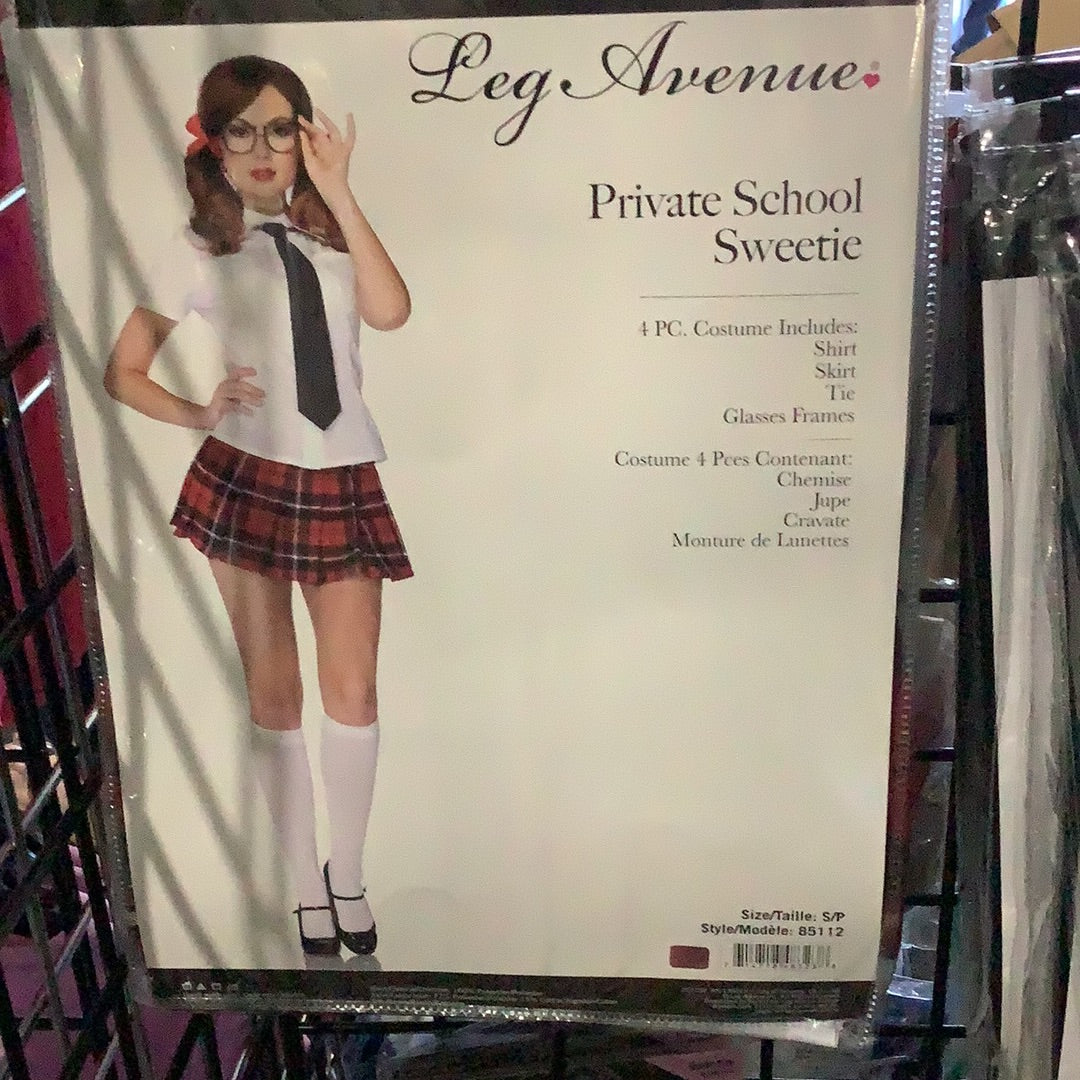 Leg Avenue
Private School
Sweetie
4 PC. Costume Includes:
Shirt
Skirt
Tie
Glasses Frames
Costume 4 Pces Contenant:
Chemise
Jupe
Cravate
Monture de Lunettes
Size/Taille: S/P
Style/Modèle: 85112